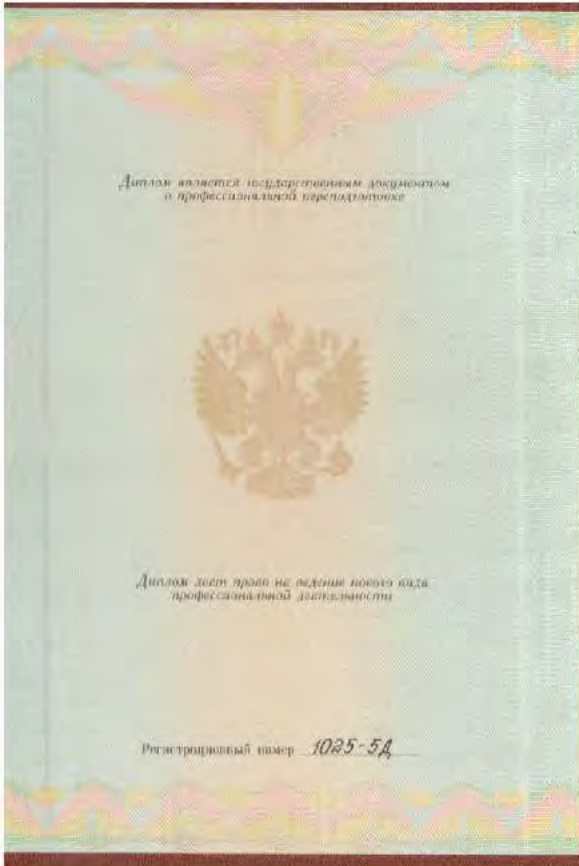 Диплом является государственным документом
о профессиональной переподготовке
Диплом дает право на ведение нового вида
профессиональной деятельности
Регистрационный номер 1025-5Д